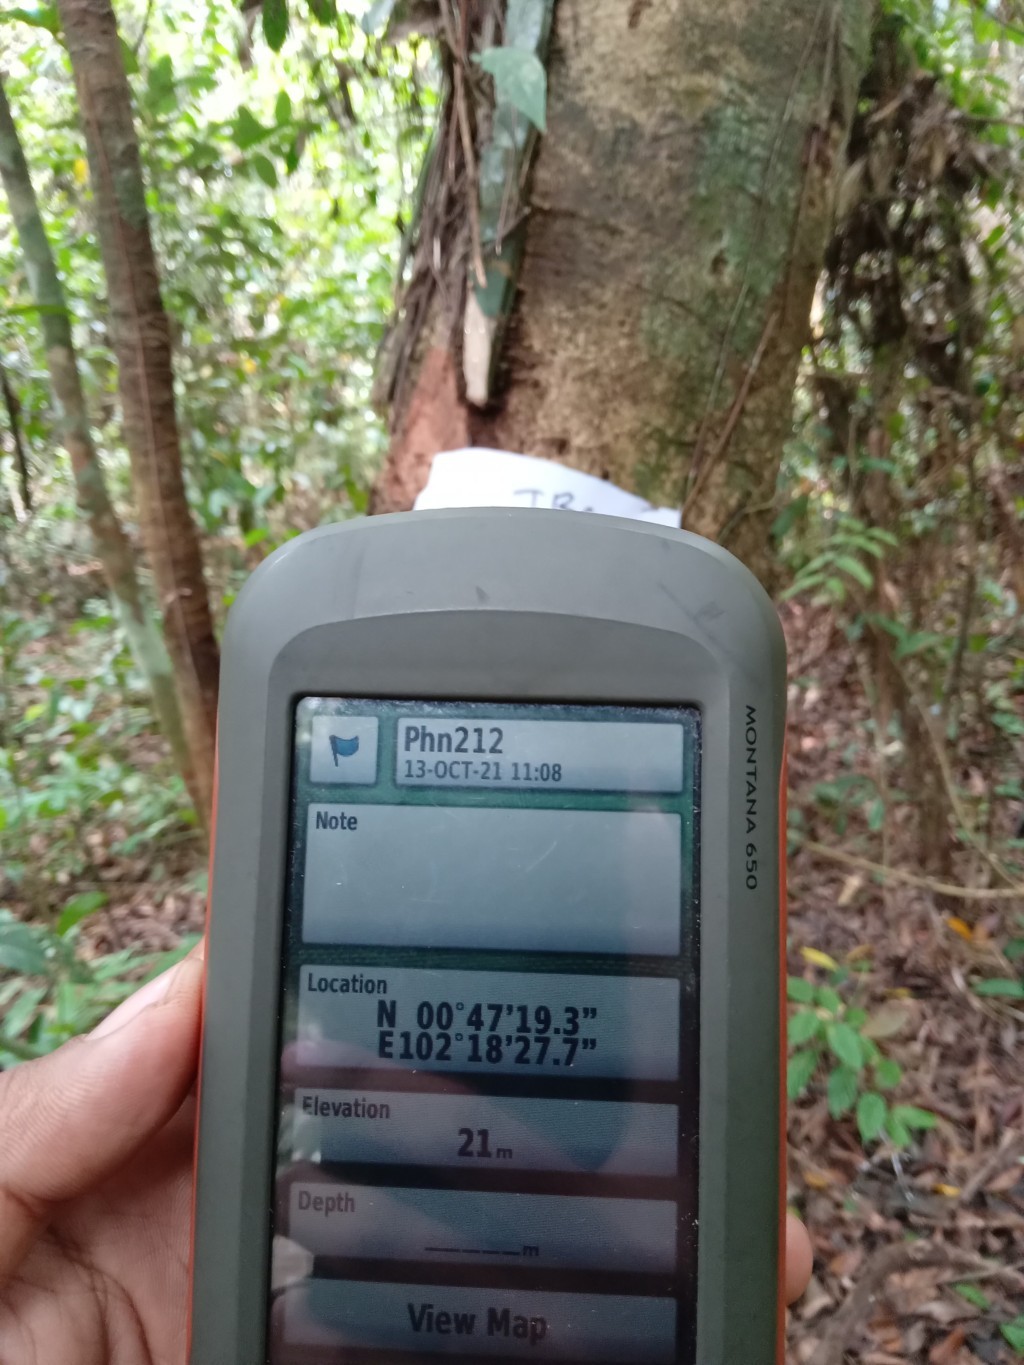 Phn212
13-OCT-21 11:08
Note
Location
N 00°47'19.3"
E102°18'27.7"
Elevation
21m
Depth
_____m
View Map
MONTANA 650